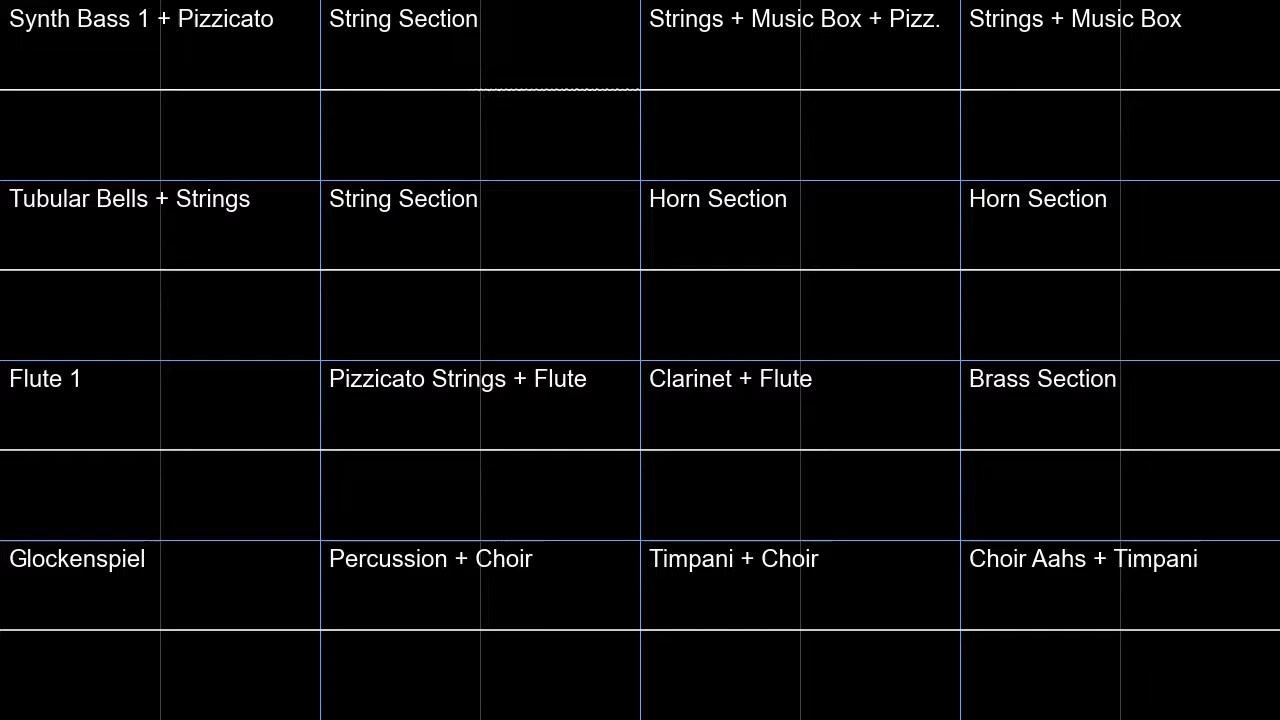 Synth Bass 1 + Pizzicato
String Section
Strings + Music Box + Pizz.
Strings + Music Box
Tubular Bells + Strings
String Section
Horn Section
Horn Section
Flute 1
Pizzicato Strings + Flute
Clarinet + Flute
Brass Section
Glockenspiel
Percussion + Choir
Timpani + Choir
Choir Aahs + Timpani